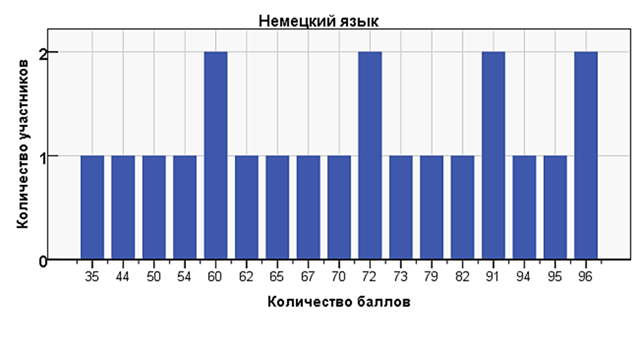 Немецкий язык
Количество участников
2
1
0
35 44 50 54 60 62 65 67 70 72 73 79 82 91 94 95 96
Количество баллов